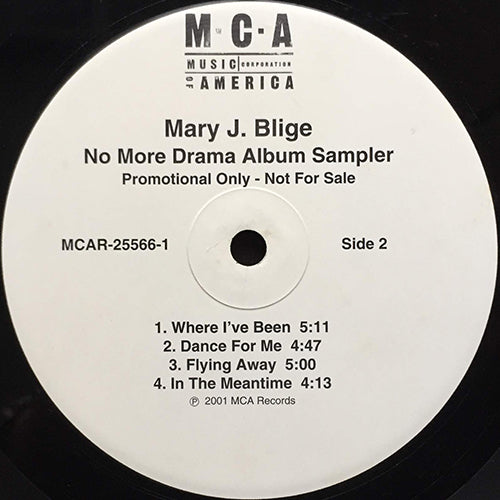 M·C·A
MUSIC CORPORATION
OF AMERICA
Mary J. Blige
No More Drama Album Sampler
Promotional Only - Not For Sale
MCAR-25566-1 Side 2
1. Where I've Been 5:11
2. Dance For Me 4:47
3. Flying Away 5:00
4. In The Meantime 4:13
℗ 2001 MCA Records